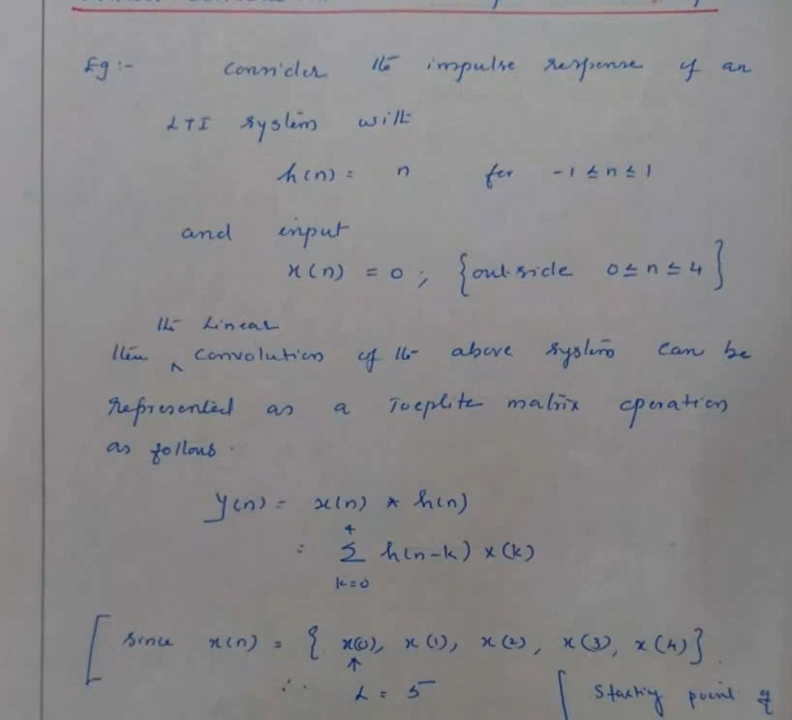 Eg :- Consider the impulse response of an
LTI system with
h(n) = n for -1 ≤ n ≤ 1
and input
x(n) = 0 ; {outside 0 ≤ n ≤ 4}
the Linear
then ^ Convolution of the above system can be
represented as a Toeplitz matrix operation
as follows.
y(n) = x(n) * h(n)
= 4 Σ k=0 h(n-k) x(k)
[ Since x(n) = { x(0), x(1), x(2), x(3), x(4) }.
↑
∴ L = 5 [ Starting point of